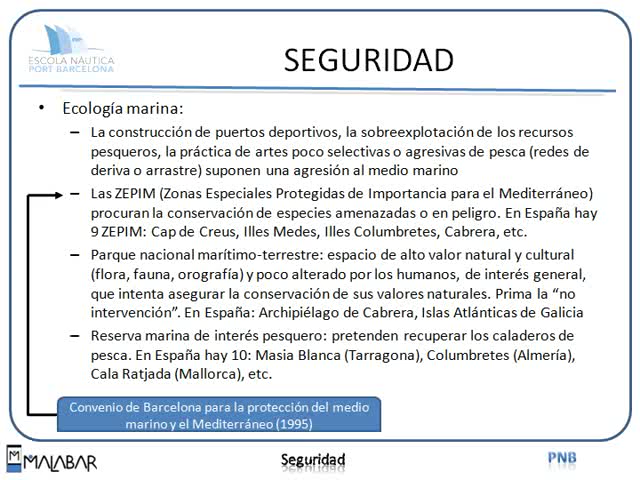 PNB
ESCOLA NÀUTICA
PORT BARCELONA
SEGURIDAD
• Ecología marina:
– La construcción de puertos deportivos, la sobreexplotación de los recursos
pesqueros, la práctica de artes poco selectivas o agresivas de pesca (redes de
deriva o arrastre) suponen una agresión al medio marino
– Las ZEPIM (Zonas Especiales Protegidas de Importancia para el Mediterráneo)
procuran la conservación de especies amenazadas o en peligro. En España hay
9 ZEPIM: Cap de Creus, Illes Medes, Illes Columbretes, Cabrera, etc.
– Parque nacional marítimo-terrestre: espacio de alto valor natural y cultural
(flora, fauna, orografía) y poco alterado por los humanos, de interés general,
que intenta asegurar la conservación de sus valores naturales. Prima la “no
intervención”. En España: Archipiélago de Cabrera, Islas Atlánticas de Galicia
– Reserva marina de interés pesquero: pretenden recuperar los caladeros de
pesca. En España hay 10: Masia Blanca (Tarragona), Columbretes (Almería),
Cala Ratjada (Mallorca), etc.
Convenio de Barcelona para la protección del medio
marino y el Mediterráneo (1995)
MALABAR
Seguridad
PNB